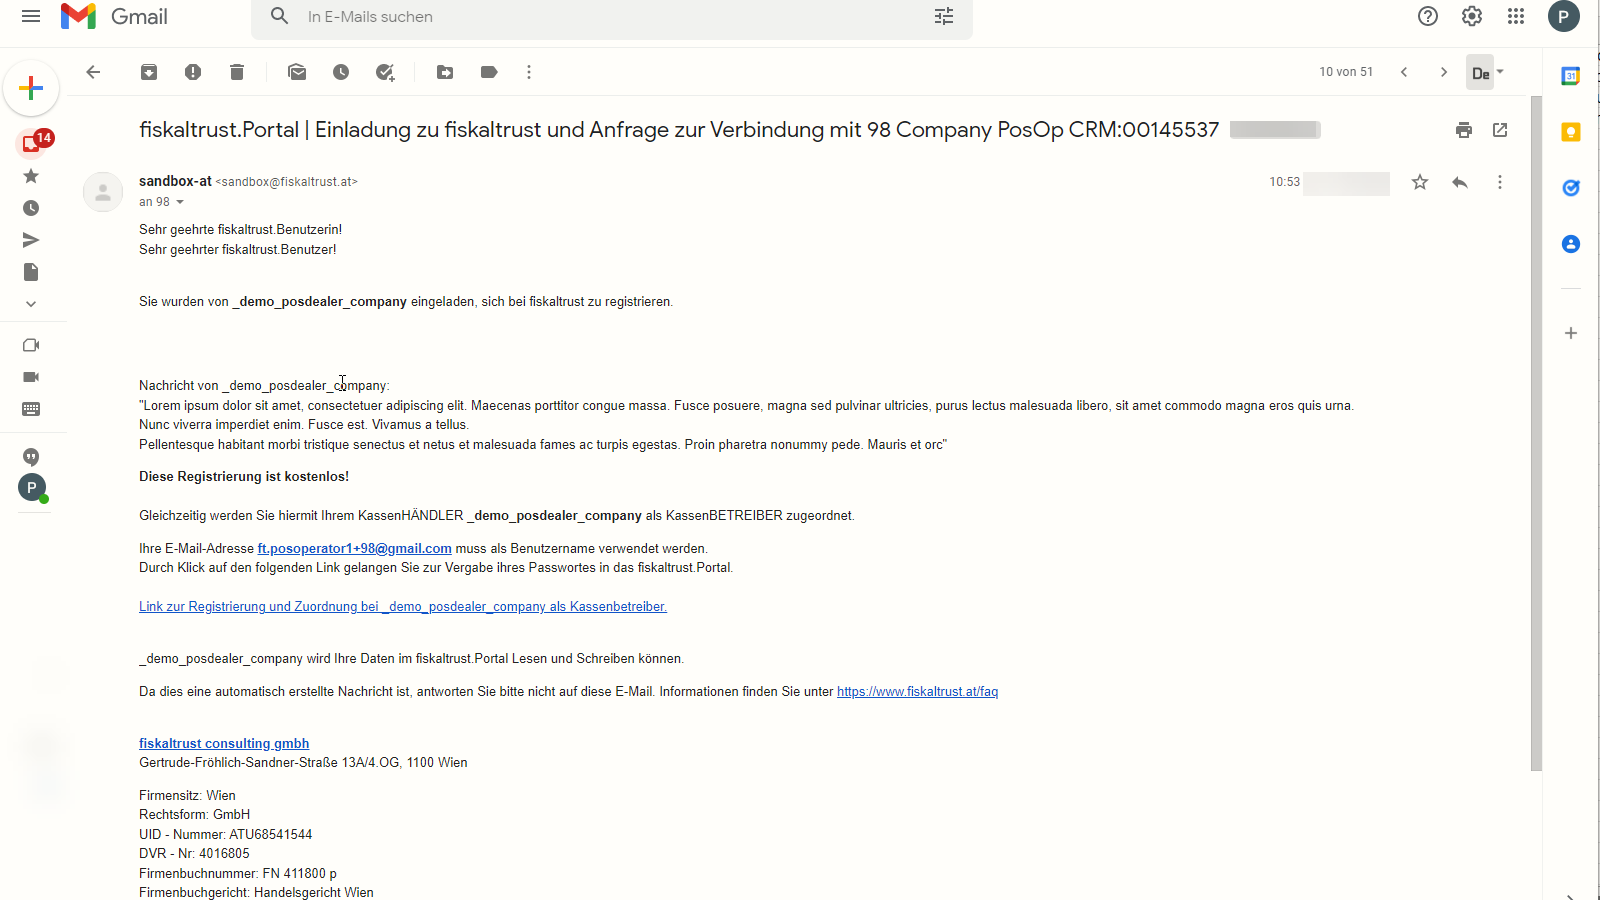 Gmail
In E-Mails suchen
P
10 von 51
De
31
14
fiskaltrust.Portal | Einladung zu fiskaltrust und Anfrage zur Verbindung mit 98 Company PosOp CRM:00145537
sandbox-at <sandbox@fiskaltrust.at>
10:53
an 98
Sehr geehrte fiskaltrust.Benutzerin!
Sehr geehrter fiskaltrust.Benutzer!
Sie wurden von _demo_posdealer_company eingeladen, sich bei fiskaltrust zu registrieren.
Nachricht von _demo_posdealer_company:
"Lorem ipsum dolor sit amet, consectetuer adipiscing elit. Maecenas porttitor congue massa. Fusce posuere, magna sed pulvinar ultricies, purus lectus malesuada libero, sit amet commodo magna eros quis urna.
Nunc viverra imperdiet enim. Fusce est. Vivamus a tellus.
Pellentesque habitant morbi tristique senectus et netus et malesuada fames ac turpis egestas. Proin pharetra nonummy pede. Mauris et orc"
Diese Registrierung ist kostenlos!
P
Gleichzeitig werden Sie hiermit Ihrem KassenHÄNDLER _demo_posdealer_company als KassenBETREIBER zugeordnet.
Ihre E-Mail-Adresse ft.posoperator1+98@gmail.com muss als Benutzername verwendet werden.
Durch Klick auf den folgenden Link gelangen Sie zur Vergabe ihres Passwortes in das fiskaltrust.Portal.
Link zur Registrierung und Zuordnung bei _demo_posdealer_company als Kassenbetreiber.
_demo_posdealer_company wird Ihre Daten im fiskaltrust.Portal Lesen und Schreiben können.
Da dies eine automatisch erstellte Nachricht ist, antworten Sie bitte nicht auf diese E-Mail. Informationen finden Sie unter https://www.fiskaltrust.at/faq
fiskaltrust consulting gmbh
Gertrude-Fröhlich-Sandner-Straße 13A/4.OG, 1100 Wien
Firmensitz: Wien
Rechtsform: GmbH
UID - Nummer: ATU68541544
DVR - Nr: 4016805
Firmenbuchnummer: FN 411800 p
Firmenbuchgericht: Handelsgericht Wien